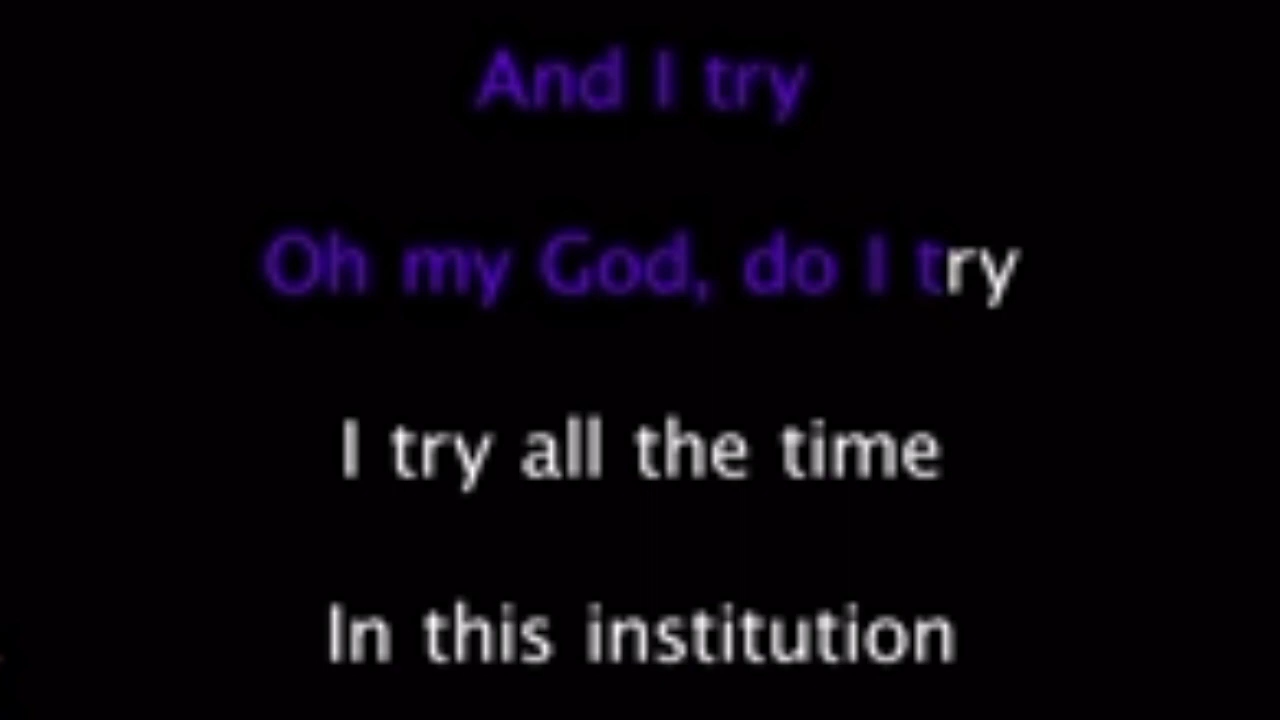 And I try
Oh my God, do I try
I try all the time
In this institution